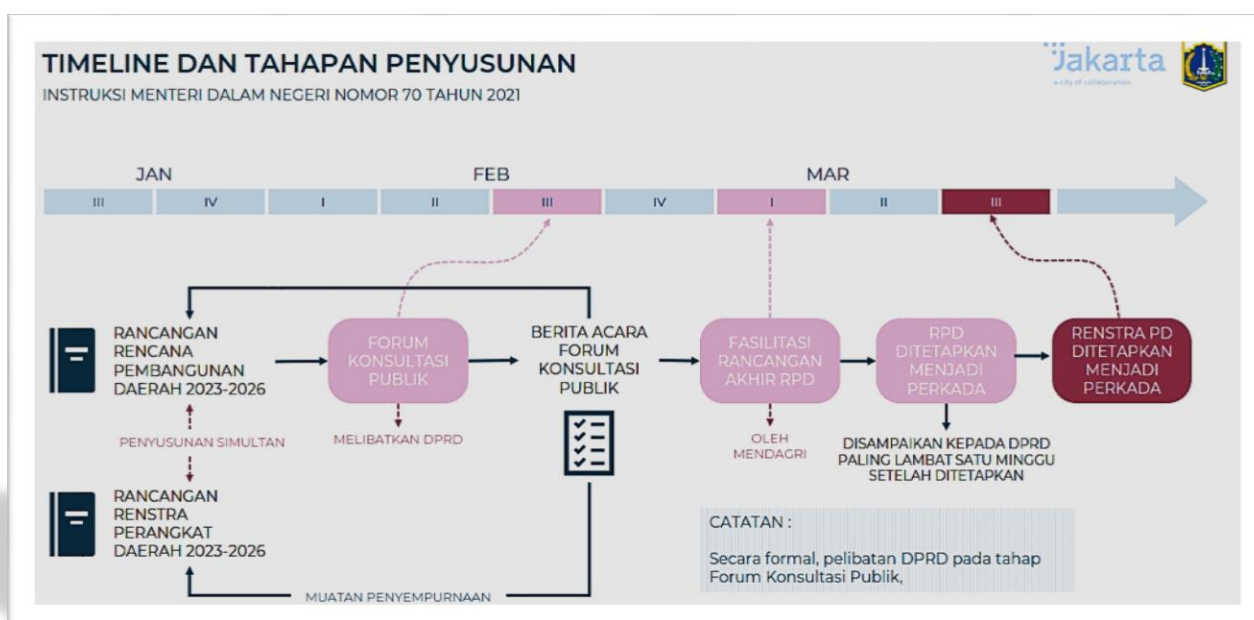 TIMELINE DAN TAHAPAN PENYUSUNAN
INSTRUKSI MENTERI DALAM NEGERI NOMOR 70 TAHUN 2021
Jakarta
a city of collaboration
JAN
FEB
MAR
III
IV
I
II
III
IV
I
II
III
RANCANGAN
RENCANA
PEMBANGUNAN
DAERAH 2023-2026
FORUM
KONSULTASI
PUBLIK
BERITA ACARA
FORUM
KONSULTASI
PUBLIK
FASILITASI
RANCANGAN
AKHIR RPD
RPD
DITETAPKAN
MENJADI
PERKADA
RENSTRA PD
DITETAPKAN
MENJADI
PERKADA
PENYUSUNAN SIMULTAN
MELIBATKAN DPRD
OLEH
MENDAGRI
DISAMPAIKAN KEPADA DPRD
PALING LAMBAT SATU MINGGU
SETELAH DITETAPKAN
RANCANGAN
RENSTRA
PERANGKAT
DAERAH 2023-2026
MUATAN PENYEMPURNAAN
CATATAN :
Secara formal, pelibatan DPRD pada tahap
Forum Konsultasi Publik,